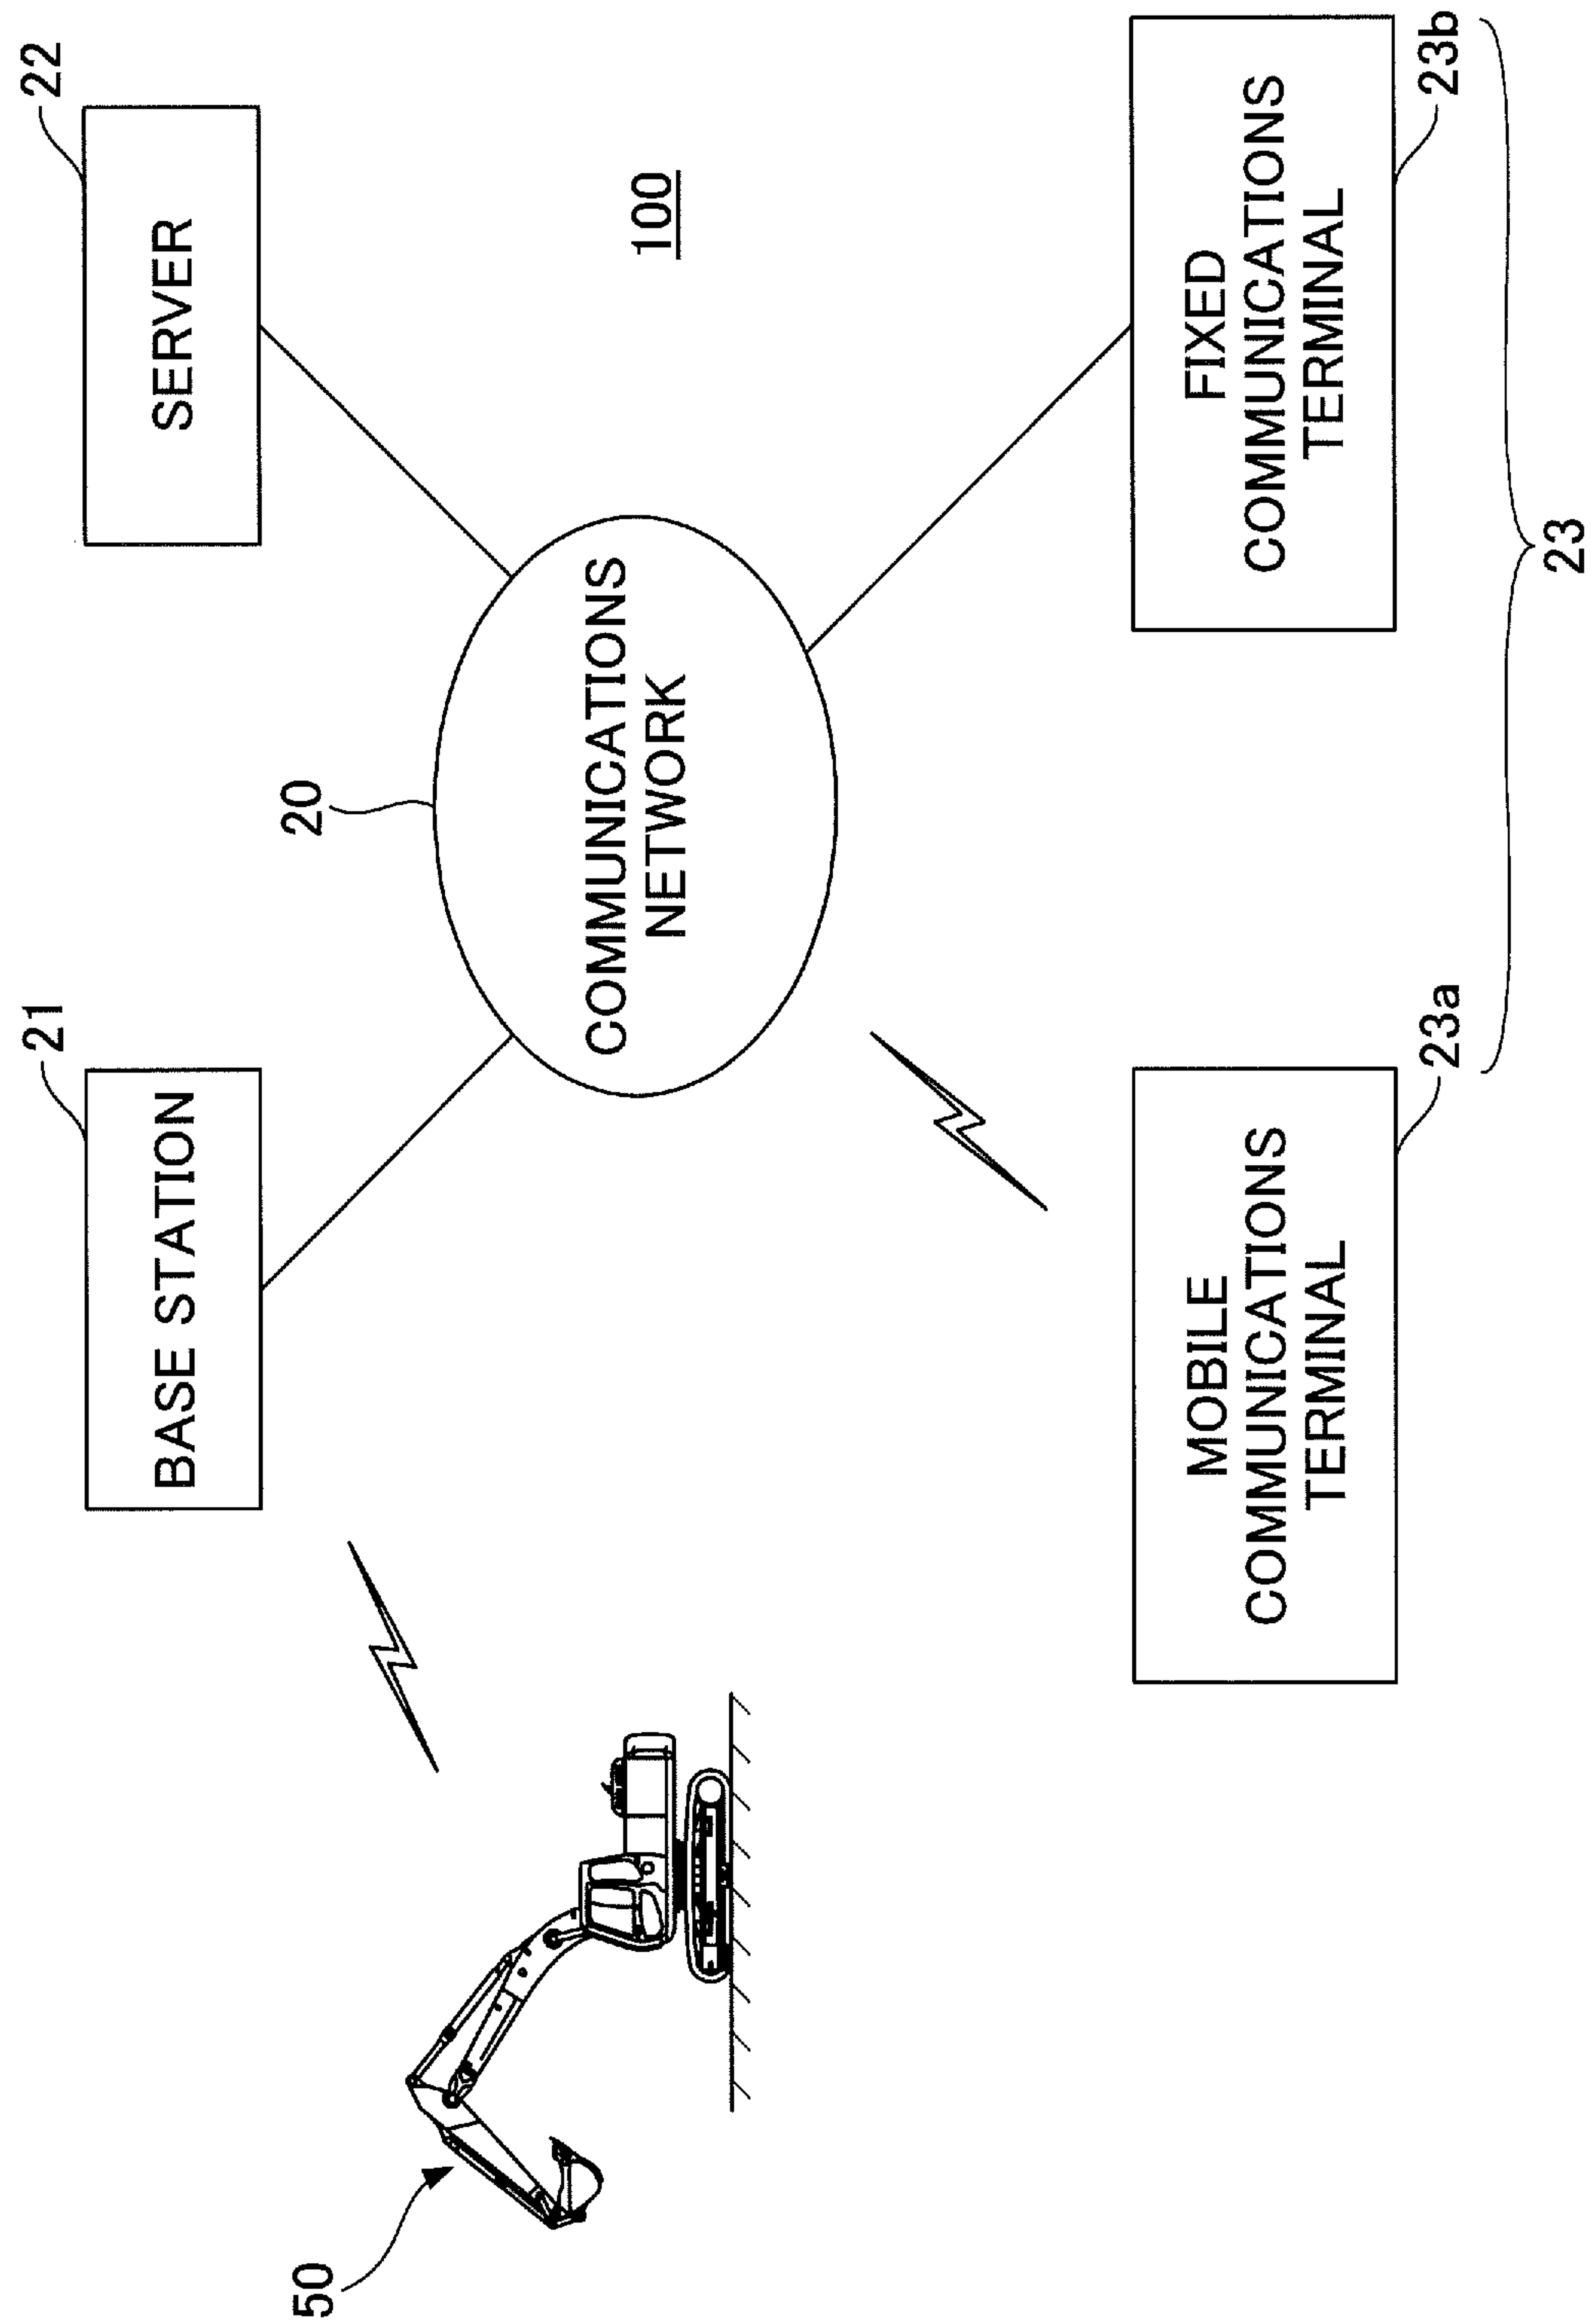 21
22
BASE STATION
SERVER
50
20
COMMUNICATIONS
NETWORK
100
MOBILE
COMMUNICATIONS
TERMINAL
FIXED
COMMUNICATIONS
TERMINAL
23a
23b
23